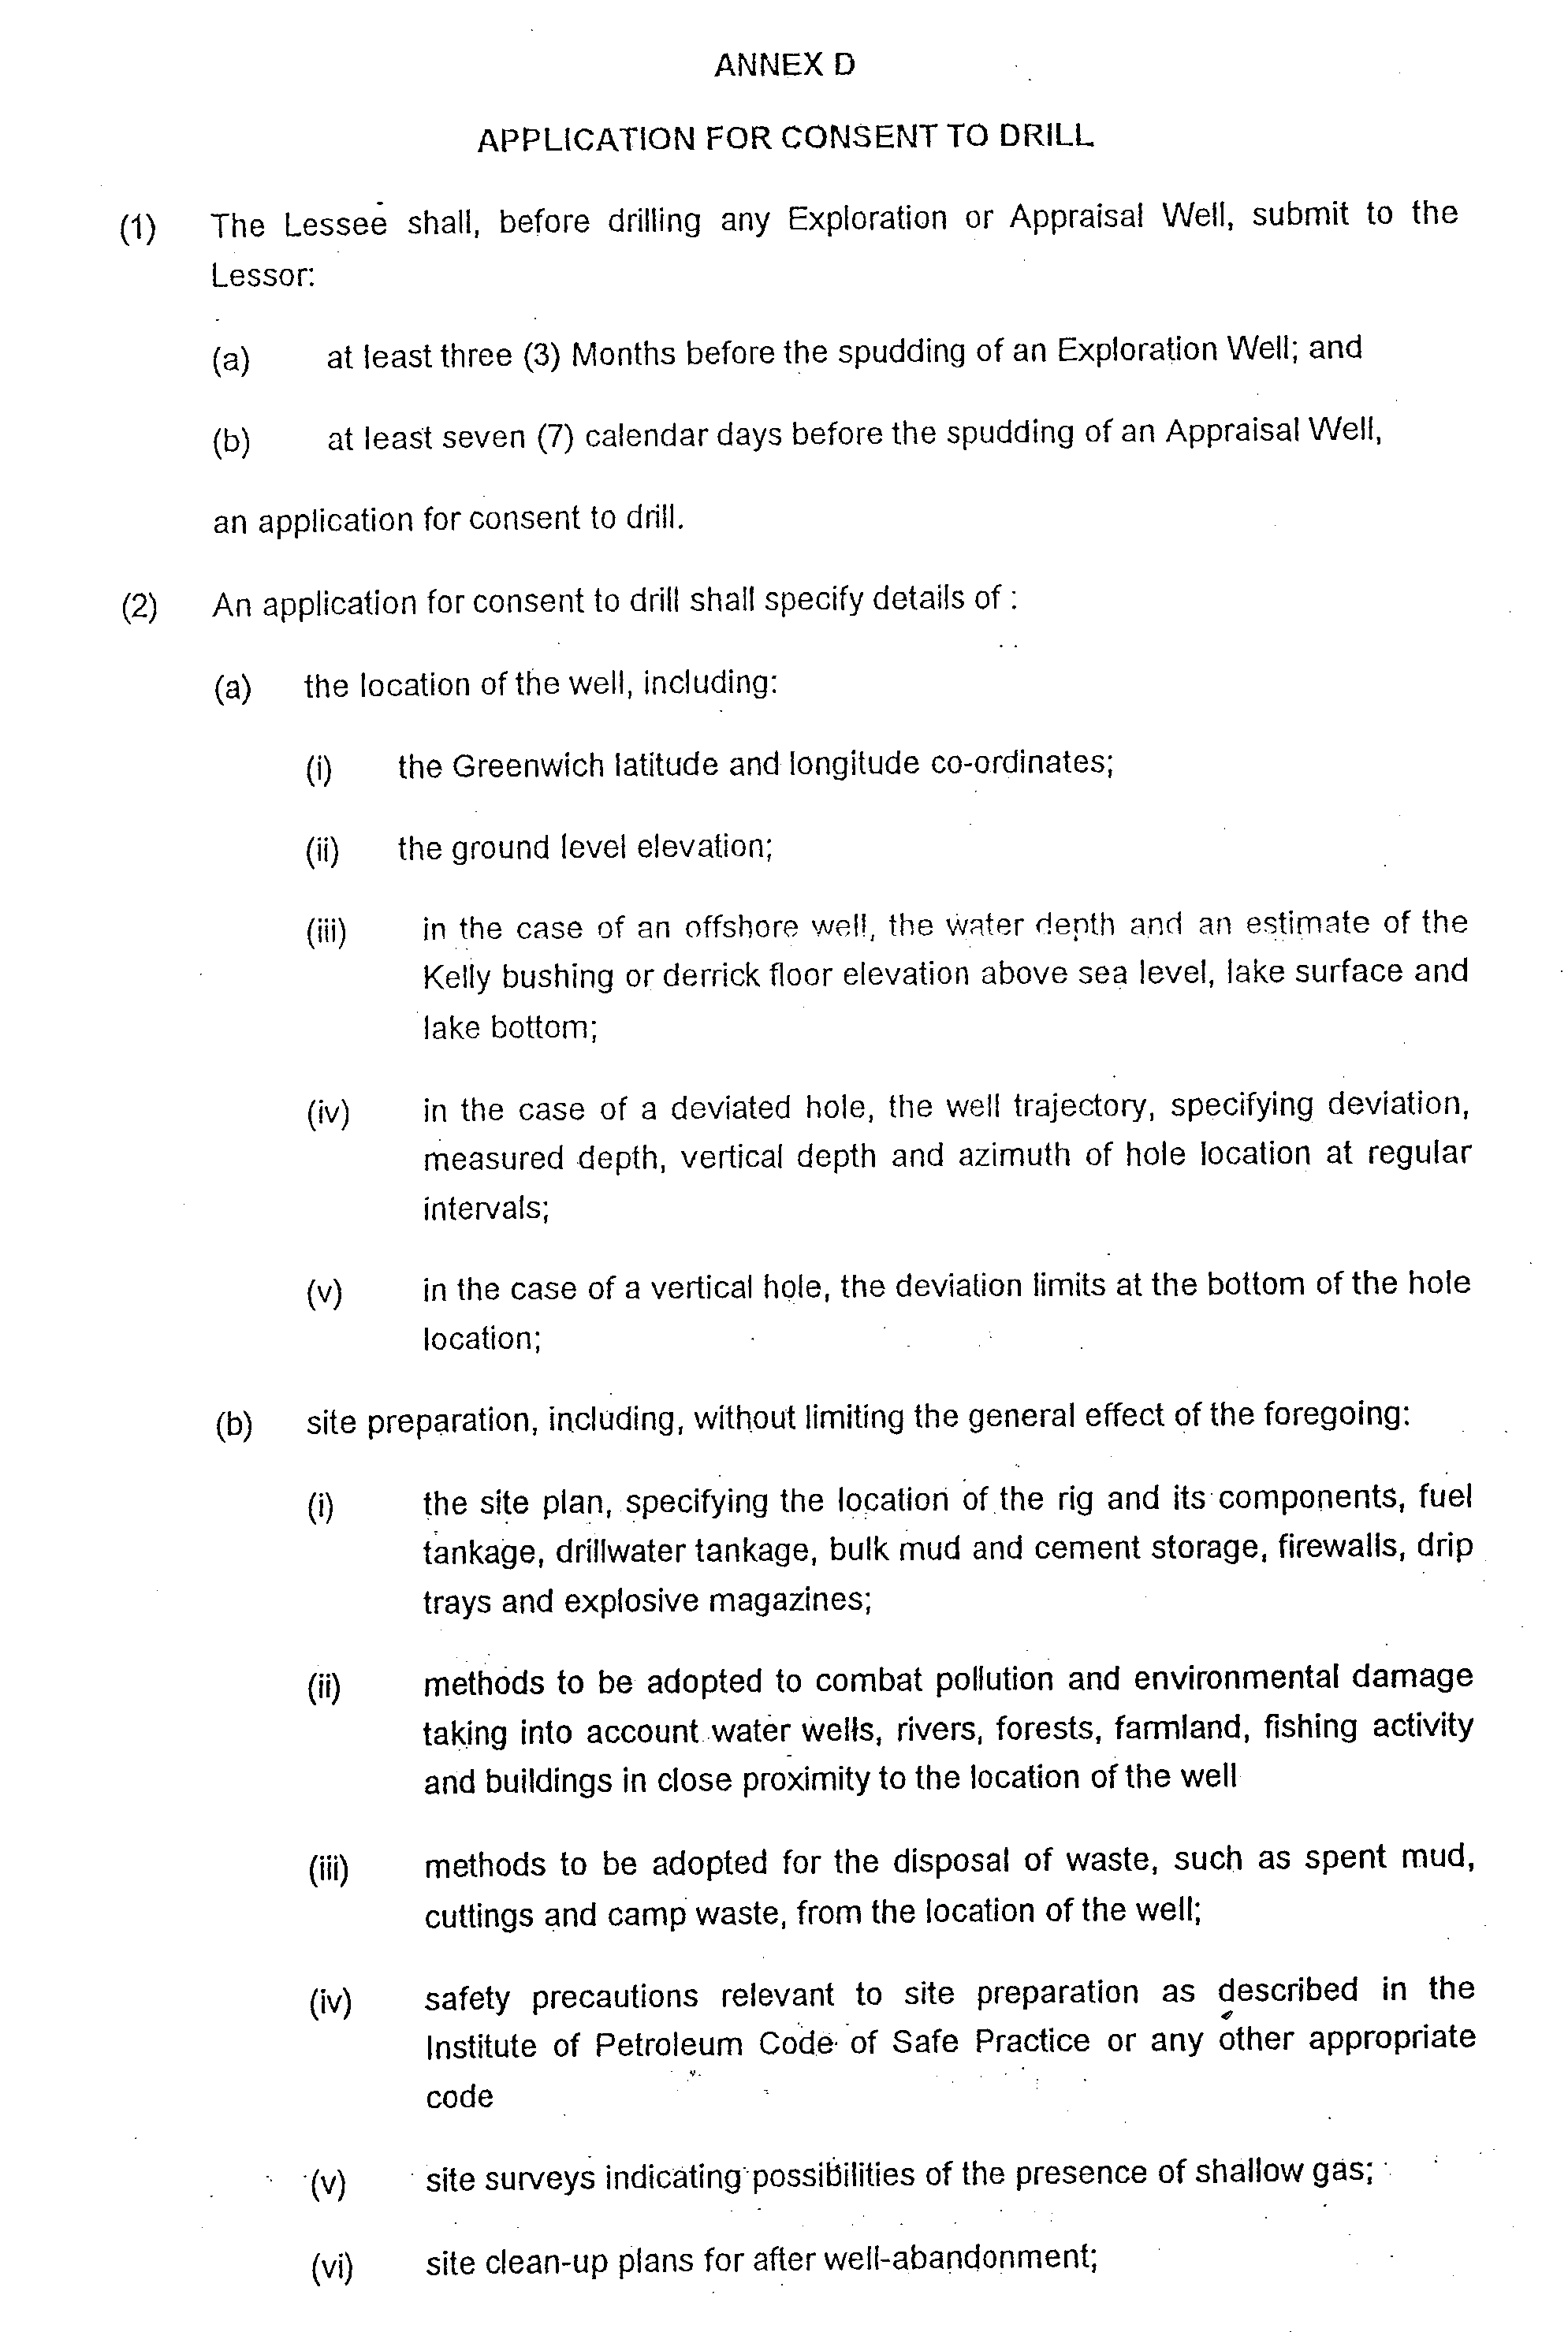 ANNEX D
APPLICATION FOR CONSENT TO DRILL
(1) The Lessee shall, before drilling any Exploration or Appraisal Well, submit to the
Lessor:
(a) at least three (3) Months before the spudding of an Exploration Well; and
(b) at least seven (7) calendar days before the spudding of an Appraisal Well,
an application for consent to drill.
(2) An application for consent to drill shall specify details of :
(a) the location of the well, including:
(i) the Greenwich latitude and longitude co-ordinates;
(ii) the ground level elevation;
(iii) in the case of an offshore well, the water depth and an estimate of the
Kelly bushing or derrick floor elevation above sea level, lake surface and
lake bottom;
(iv) in the case of a deviated hole, the well trajectory, specifying deviation,
measured depth, vertical depth and azimuth of hole location at regular
intervals;
(v) in the case of a vertical hole, the deviation limits at the bottom of the hole
location;
(b) site preparation, including, without limiting the general effect of the foregoing:
(i) the site plan, specifying the location of the rig and its components, fuel
tankage, drillwater tankage, bulk mud and cement storage, firewalls, drip
trays and explosive magazines;
(ii) methods to be adopted to combat pollution and environmental damage
taking into account water wells, rivers, forests, farmland, fishing activity
and buildings in close proximity to the location of the well
(iii) methods to be adopted for the disposal of waste, such as spent mud,
cuttings and camp waste, from the location of the well;
(iv) safety precautions relevant to site preparation as described in the
Institute of Petroleum Code of Safe Practice or any other appropriate
code
(v) site surveys indicating possibilities of the presence of shallow gas;
(vi) site clean-up plans for after well-abandonment;